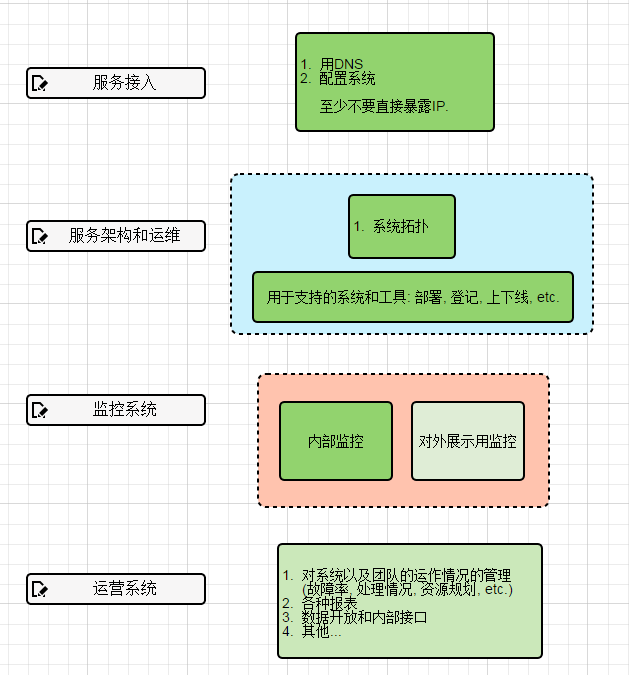 服务接入
1. 用DNS
2. 配置系统
至少不要直接暴露IP.
服务架构和运维
1. 系统拓扑
用于支持的系统和工具: 部署, 登记, 上下线, etc.
监控系统
内部监控
对外展示用监控
运营系统
1. 对系统以及团队的运作情况的管理
(故障率, 处理情况, 资源规划, etc.)
2. 各种报表
3. 数据开放和内部接口
4. 其他...